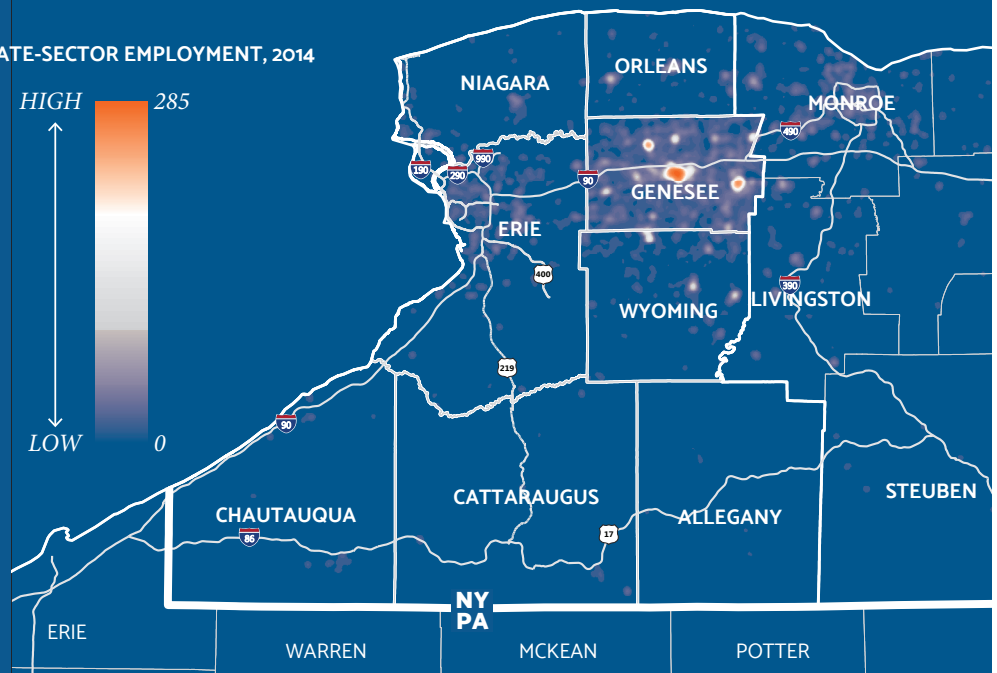 ATE-SECTOR EMPLOYMENT, 2014
HIGH
285
LOW
0
NIAGARA
ORLEANS
MONROE
490
990
190
290
90
GENESEE
ERIE
400
WYOMING
390
LIVINGSTON
219
90
CHAUTAUQUA
86
CATTARAUGUS
17
ALLEGANY
STEUBEN
NY
PA
ERIE
WARREN
MCKEAN
POTTER